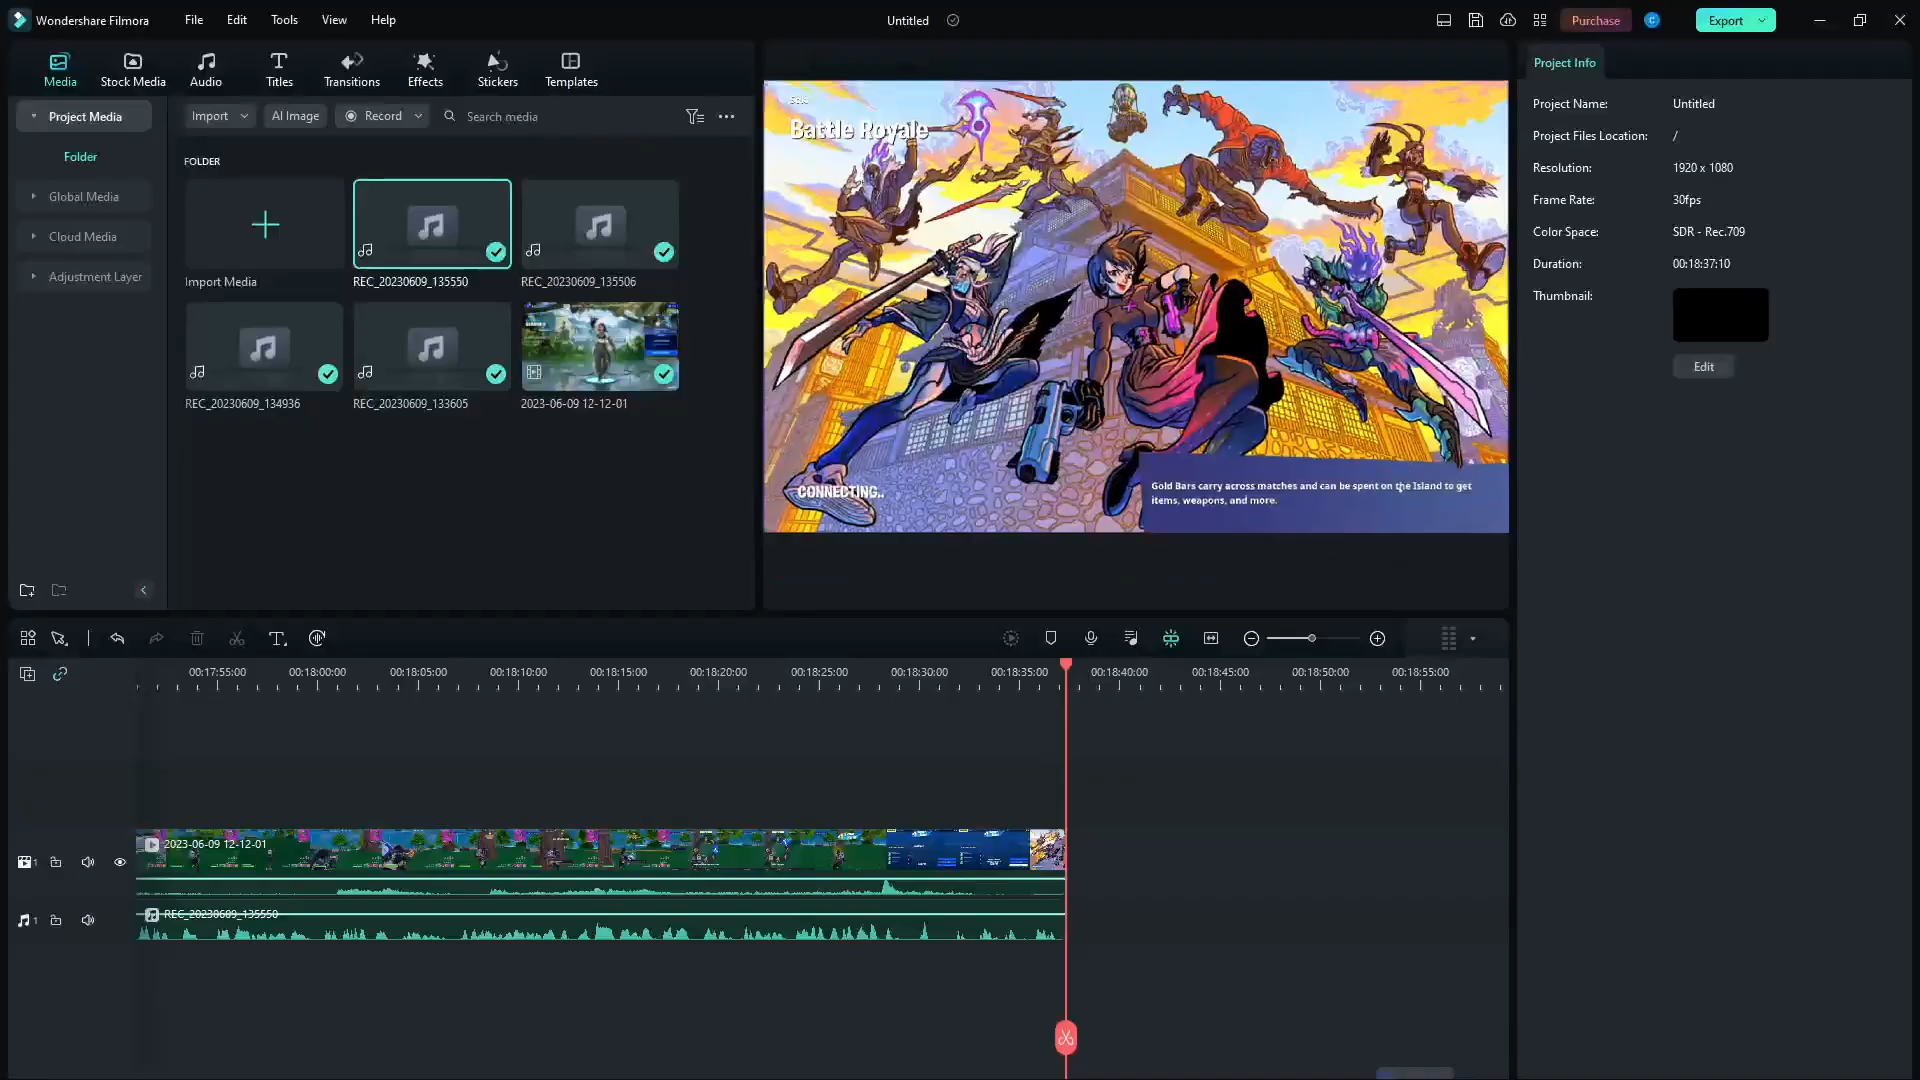 Wondershare Filmora
File
Edit
Tools
View
Help
Untitled
Purchase
C
Export
Media
Stock Media
Audio
Titles
Transitions
Effects
Stickers
Templates
Project Media
Folder
Global Media
Cloud Media
Adjustment Layer
Import
AI Image
Record
Search media
FOLDER
Import Media
REC_20230609_135550
REC_20230609_135506
REC_20230609_134936
REC_20230609_133605
2023-06-09 12-12-01
Solo
Battle Royale
CONNECTING..
Gold Bars carry across matches and can be spent on the Island to get
items, weapons, and more.
Project Info
Project Name:
Untitled
Project Files Location:
/
Resolution:
1920 x 1080
Frame Rate:
30fps
Color Space:
SDR - Rec.709
Duration:
00:18:37:10
Thumbnail:
Edit
00:17:55:00
00:18:00:00
00:18:05:00
00:18:10:00
00:18:15:00
00:18:20:00
00:18:25:00
00:18:30:00
00:18:35:00
00:18:40:00
00:18:45:00
00:18:50:00
00:18:55:00
1
2023-06-09 12-12-01
1
REC_20230609_135550